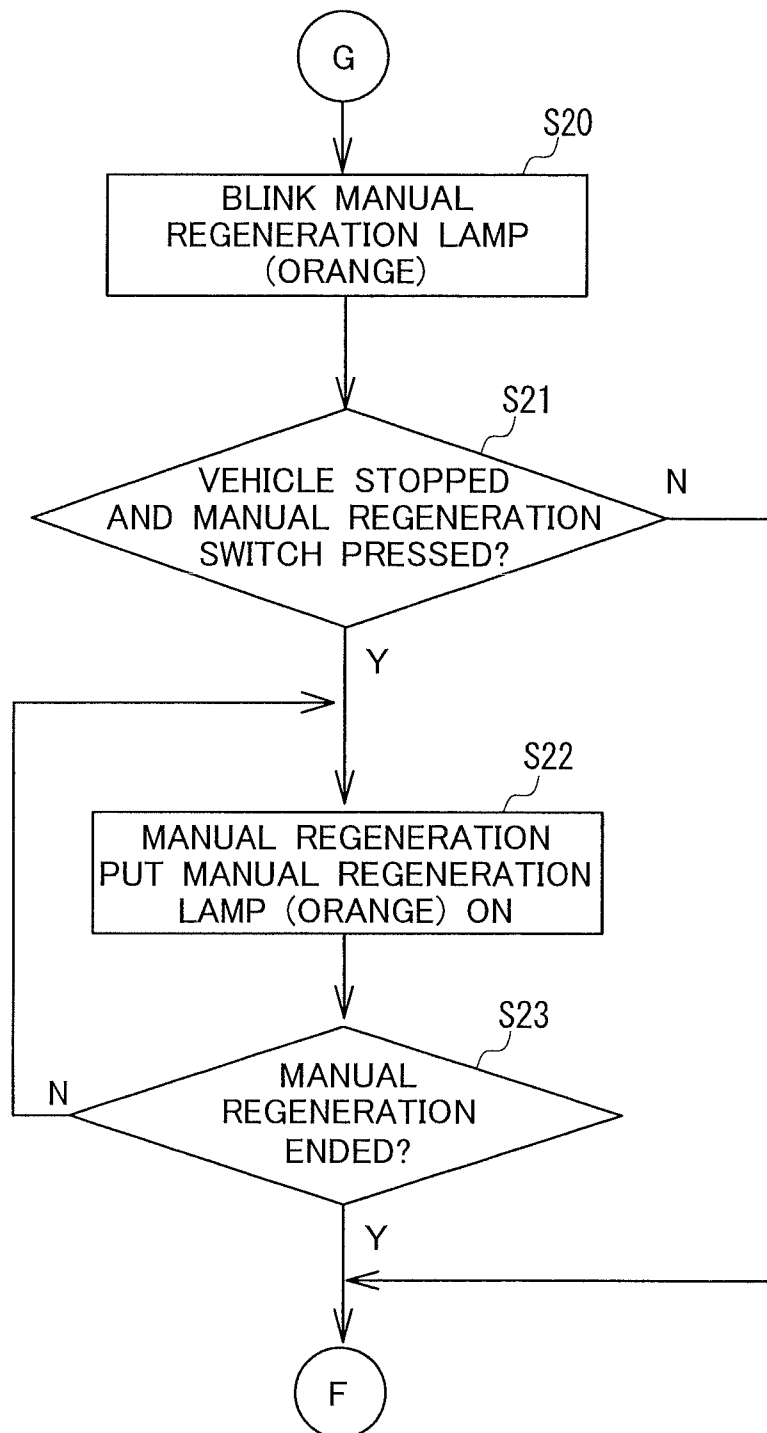 G
S20
BLINK MANUAL
REGENERATION LAMP
(ORANGE)
S21
VEHICLE STOPPED
AND MANUAL REGENERATION
SWITCH PRESSED?
N
Y
S22
MANUAL REGENERATION
PUT MANUAL REGENERATION
LAMP (ORANGE) ON
S23
MANUAL
REGENERATION
ENDED?
N
Y
F